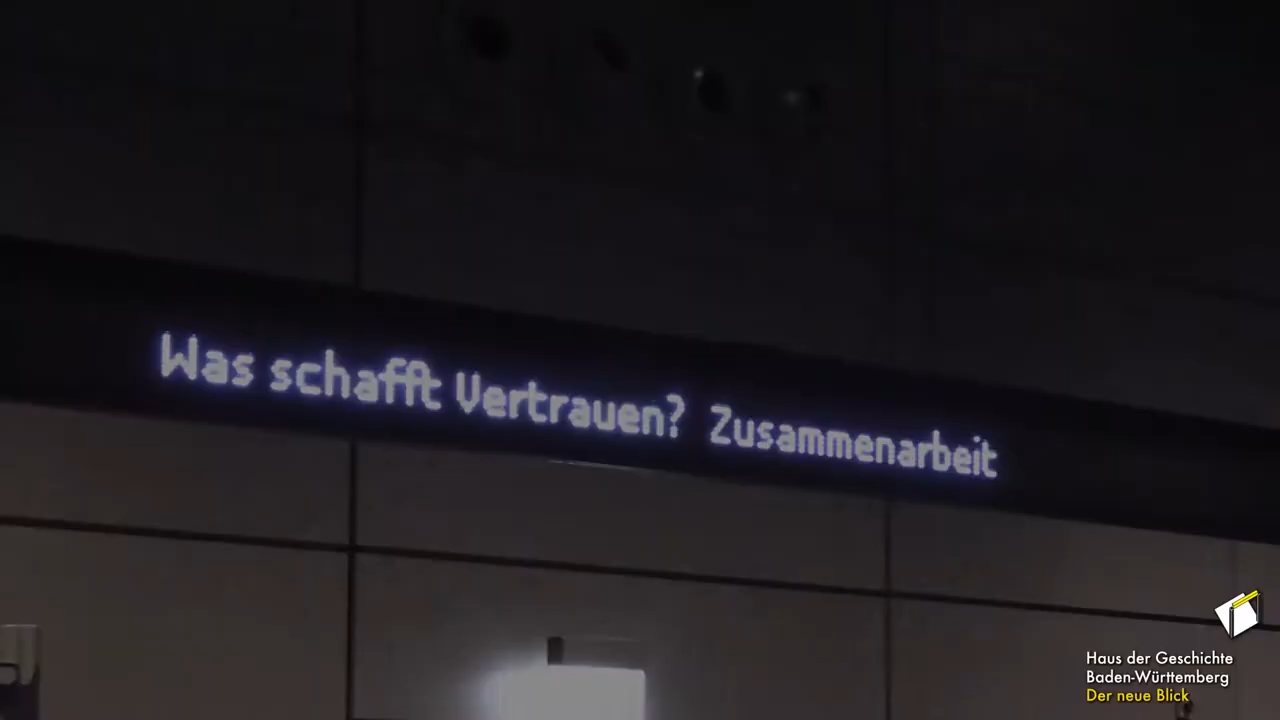 Was schafft Vertrauen? Zusammenarbeit
Haus der Geschichte
Baden-Württemberg
Der neue Blick